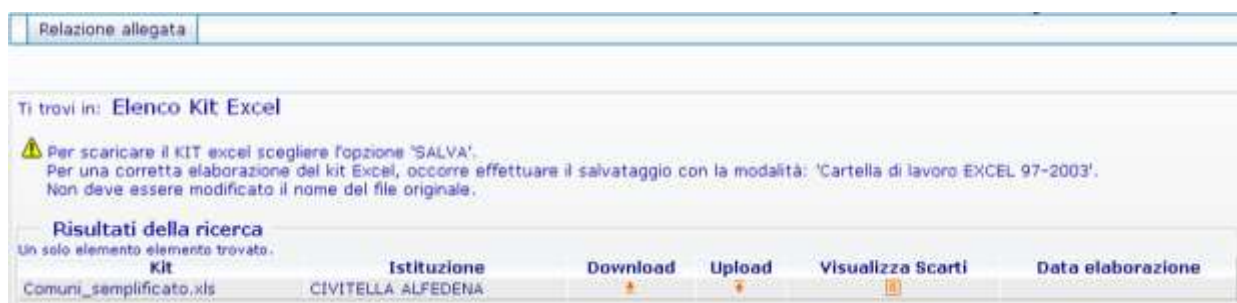 Relazione allegata
Ti trovi in: Elenco Kit Excel
Per scaricare il KIT excel scegliere l'opzione 'SALVA'.
Per una corretta elaborazione del kit Excel, occorre effettuare il salvataggio con la modalità: 'Cartella di lavoro EXCEL 97-2003'.
Non deve essere modificato il nome del file originale.
Risultati della ricerca
Un solo elemento elemento trovato.
Kit Istituzione Download Upload Visualizza Scarti Data elaborazione
Comuni_semplificato.xls CIVITELLA ALFEDENA